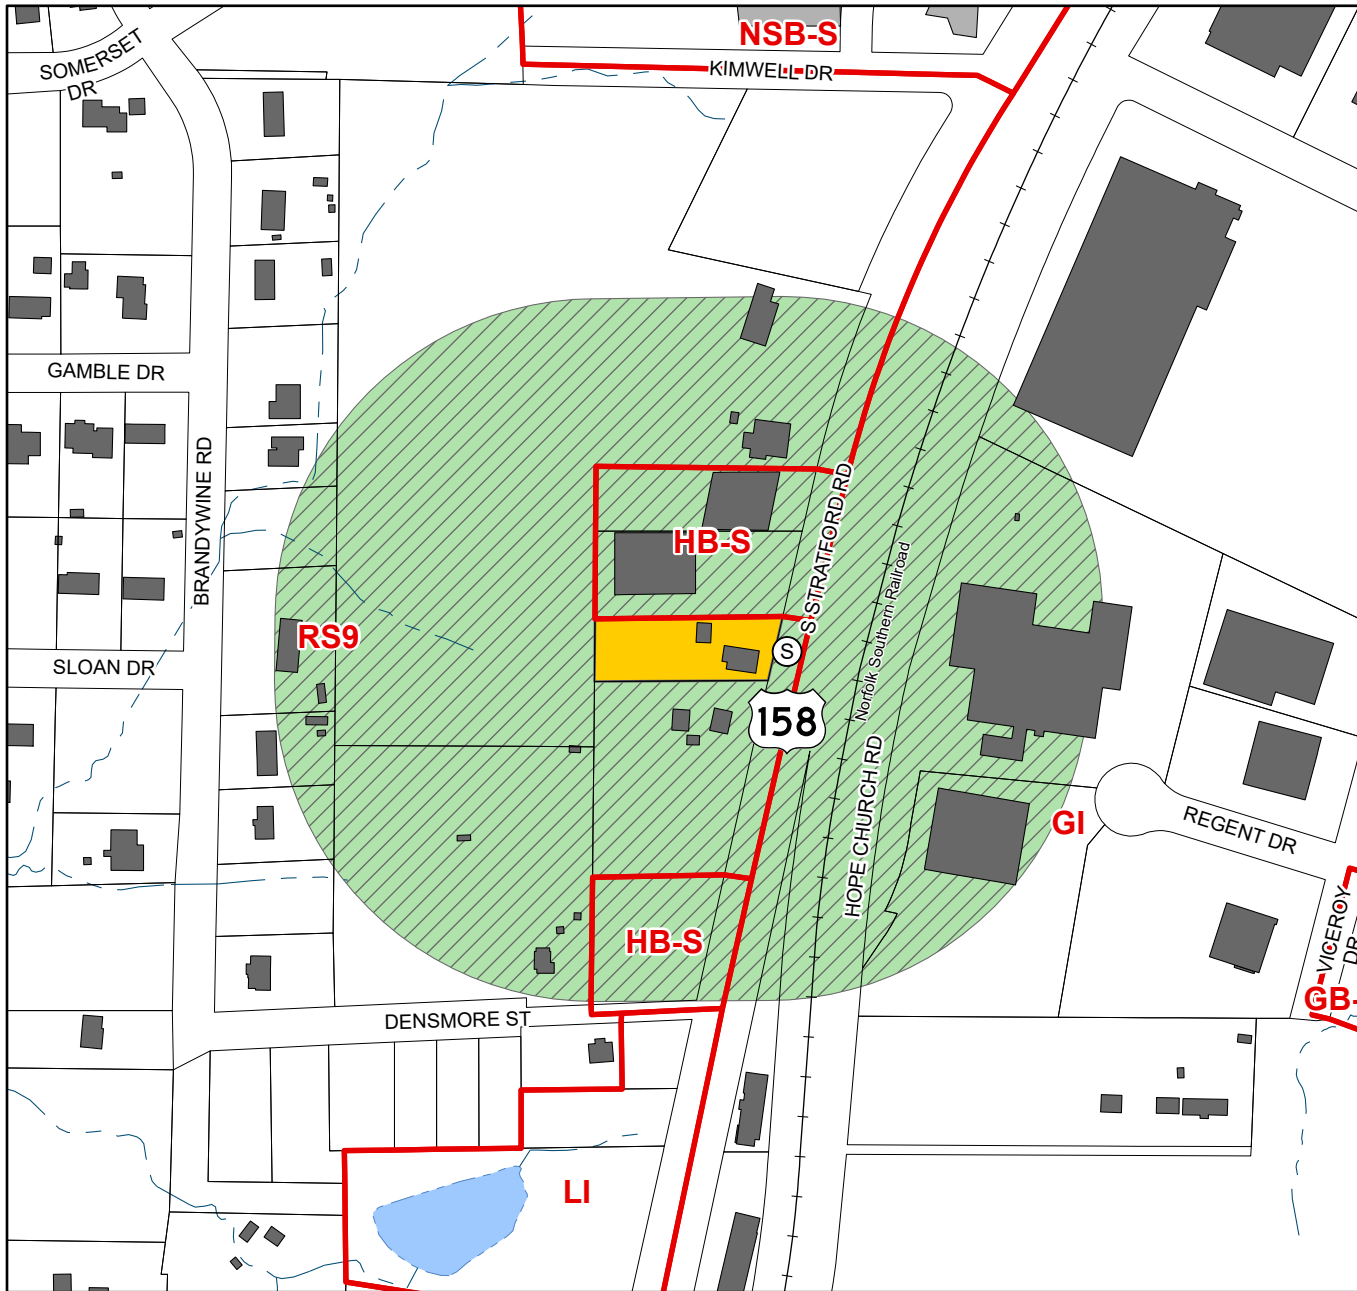 NSB-S
KIMWELL DR
SOMERSET
DR
GAMBLE DR
BRANDYWINE RD
S STRATFORD RD
HB-S
Norfolk Southern Railroad
RS9
S
SLOAN DR
158
HOPE CHURCH RD
GI
REGENT DR
VICEROY
DR
HB-S
GB-
DENSMORE ST
LI